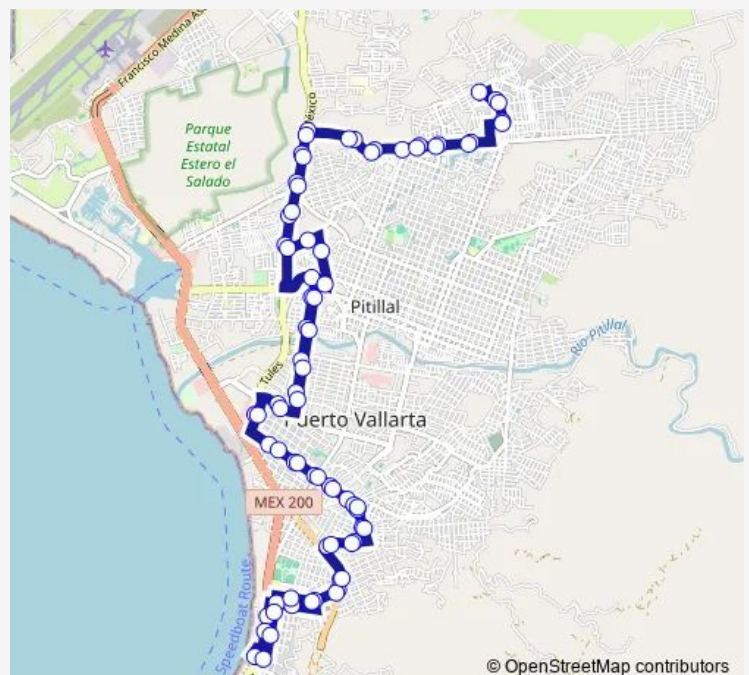 Francisco Medina As
México
Parque
Estatal
Estero el
Salado
Pitillal
Río Pitillal
Tules
Puerto Vallarta
MEX 200
Speedboat Route
© OpenStreetMap contributors